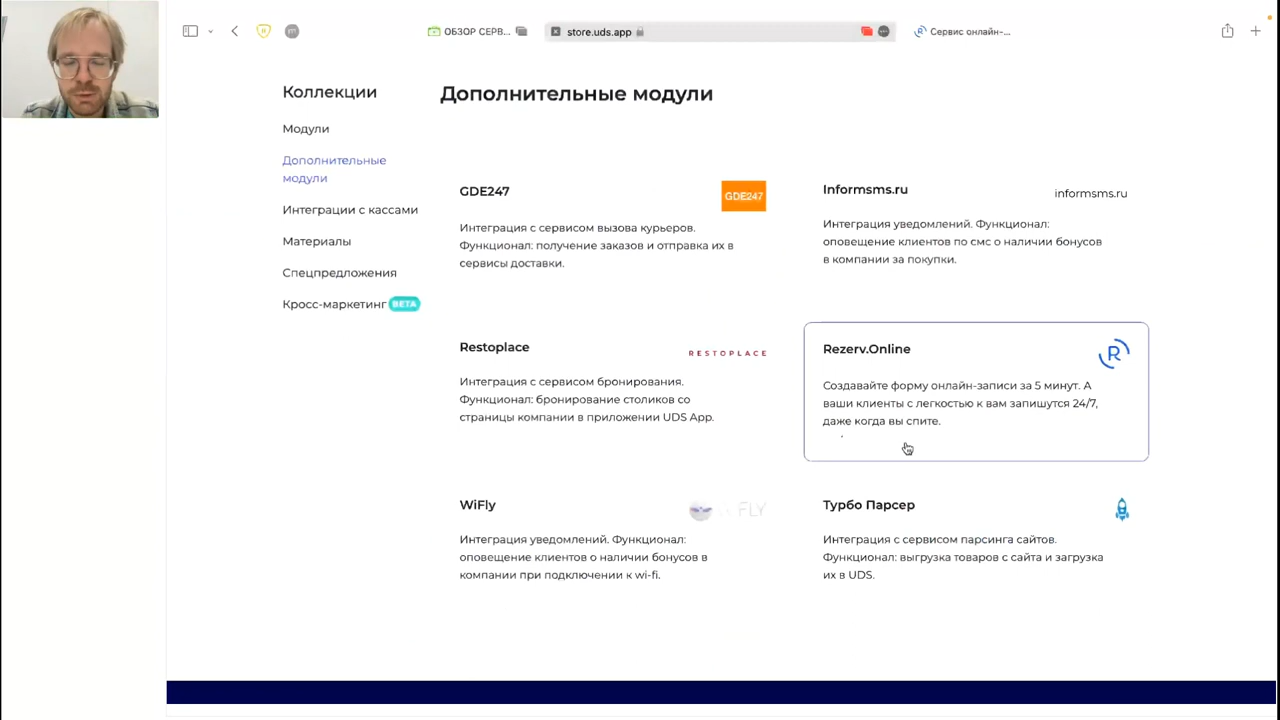 ОБЗОР СЕРВ...
store.uds.app
Сервис онлайн-...
Коллекции
Модули
Дополнительные
модули
Интеграции с кассами
Материалы
Спецпредложения
Кросс-маркетинг BETA
Дополнительные модули
GDE247
GDE247
Интеграция с сервисом вызова курьеров.
Функционал: получение заказов и отправка их в
сервисы доставки.
Informsms.ru
informsms.ru
Интеграция уведомлений. Функционал:
оповещение клиентов по смс о наличии бонусов
в компании за покупки.
Restoplace
RESTOPLACE
Интеграция с сервисом бронирования.
Функционал: бронирование столиков со
страницы компании в приложении UDS App.
Rezerv.Online
R
Создавайте форму онлайн-записи за 5 минут. А
ваши клиенты с легкостью к вам запишутся 24/7,
даже когда вы спите.
WiFly
FLY
Интеграция уведомлений. Функционал:
оповещение клиентов о наличии бонусов в
компании при подключении к wi-fi.
Турбо Парсер
Интеграция с сервисом парсинга сайтов.
Функционал: выгрузка товаров с сайта и загрузка
их в UDS.